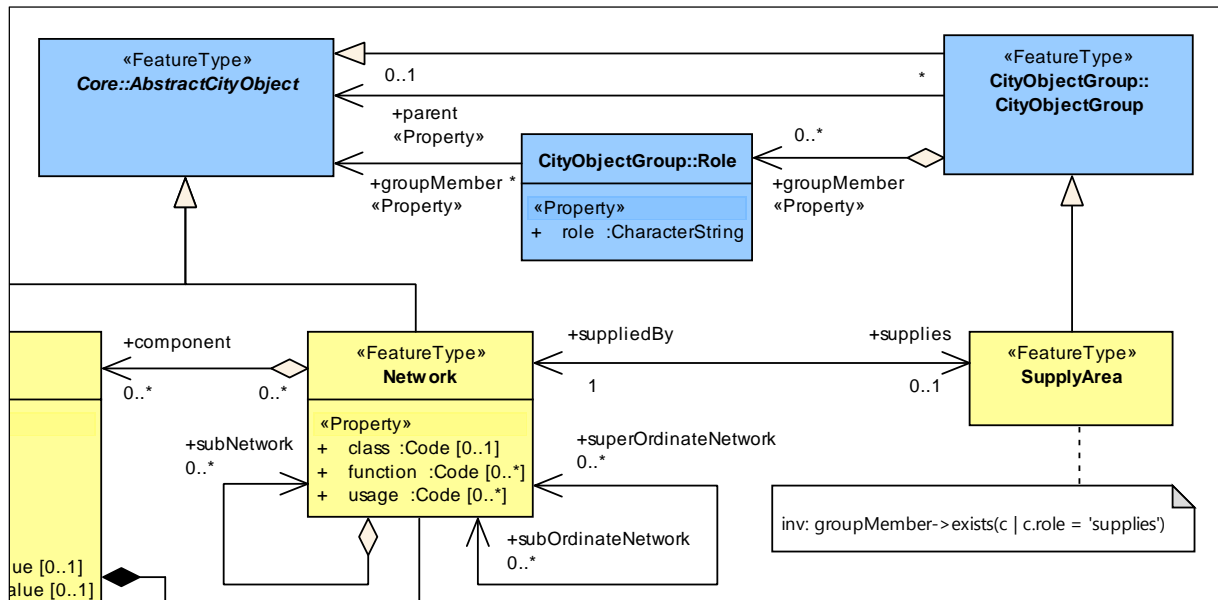 «FeatureType»
Core::AbstractCityObject
0..1
*
+parent
«Property»
«FeatureType»
CityObjectGroup::
CityObjectGroup
+groupMember *
«Property»
CityObjectGroup::Role
«Property»
+ role :CharacterString
0..*
+groupMember
«Property»
+component
0..*
0..*
«FeatureType»
Network
«Property»
+ class :Code [0..1]
+ function :Code [0..*]
+ usage :Code [0..*]
+suppliedBy
1
+supplies
0..1
«FeatureType»
SupplyArea
+subNetwork
0..*
+superOrdinateNetwork
0..*
+subOrdinateNetwork
0..*
inv: groupMember->exists(c | c.role = 'supplies')
ue [0..1]
alue [0..1]